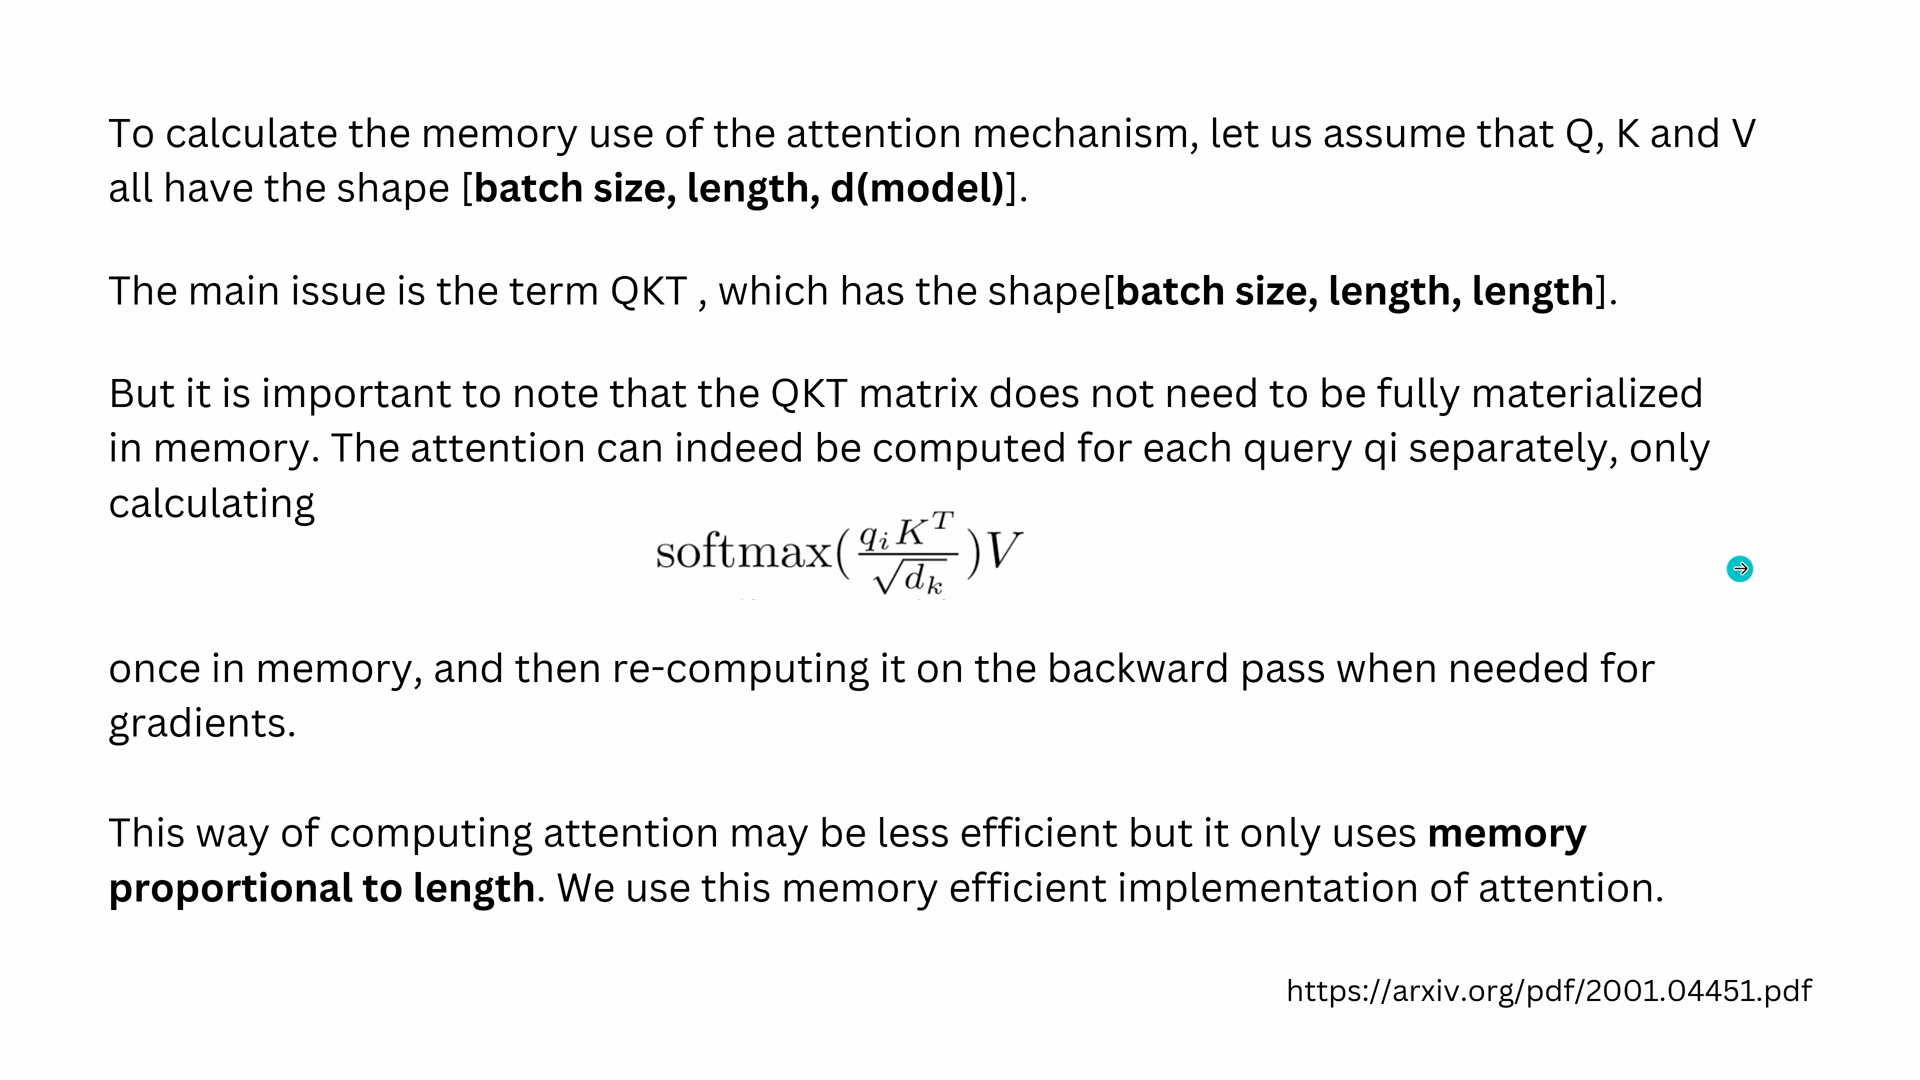 To calculate the memory use of the attention mechanism, let us assume that Q, K and V
all have the shape [batch size, length, d(model)].
The main issue is the term QKT , which has the shape[batch size, length, length].
But it is important to note that the QKT matrix does not need to be fully materialized
in memory. The attention can indeed be computed for each query qi separately, only
calculating
softmax(\frac{q_i K^T}{\sqrt{d_k}})V
once in memory, and then re-computing it on the backward pass when needed for
gradients.
This way of computing attention may be less efficient but it only uses memory
proportional to length. We use this memory efficient implementation of attention.
https://arxiv.org/pdf/2001.04451.pdf